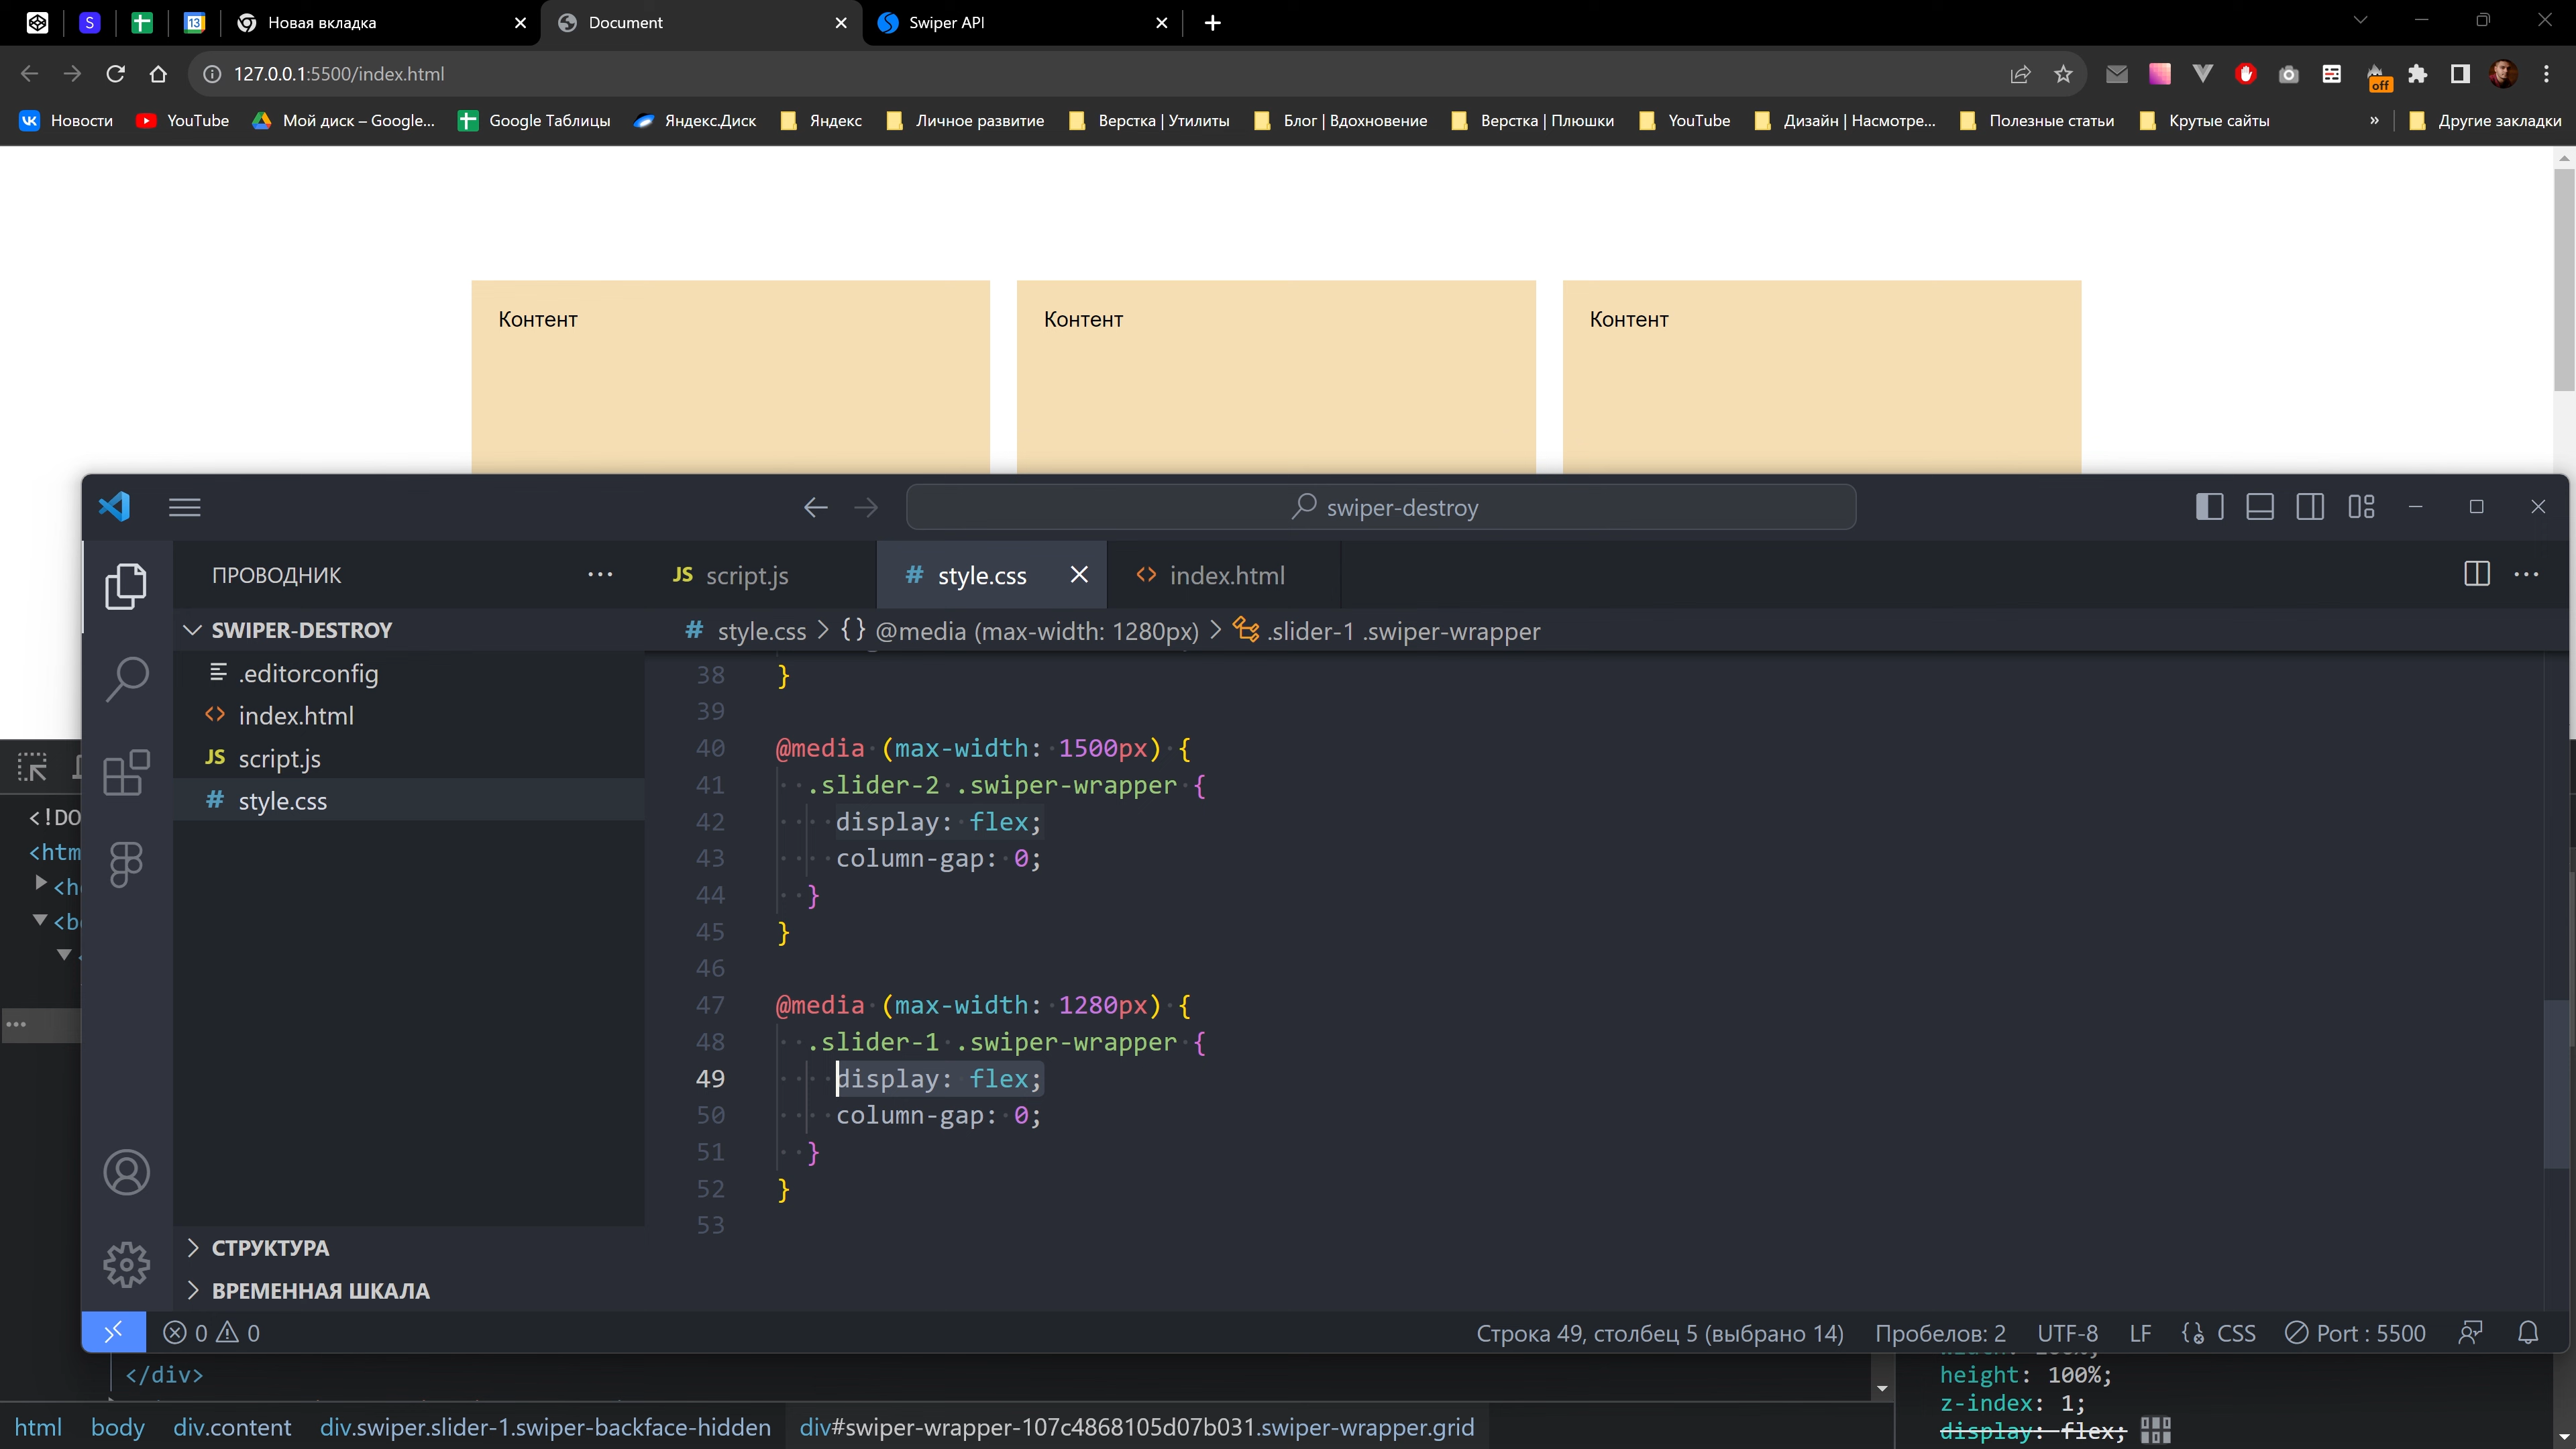 S
13
Новая вкладка
Document
Swiper API
127.0.0.1:5500/index.html
off
Новости
YouTube
Мой диск – Google...
Google Таблицы
Яндекс.Диск
Яндекс
Личное развитие
Верстка | Утилиты
Блог | Вдохновение
Верстка | Плюшки
YouTube
Дизайн | Насмотре...
Полезные статьи
Крутые сайты
»
Другие закладки
Контент
Контент
Контент
swiper-destroy
ПРОВОДНИК
JS script.js
# style.css
<> index.html
SWIPER-DESTROY
# style.css > {} @media (max-width: 1280px) > .slider-1 .swiper-wrapper
.editorconfig
<> index.html
JS script.js
# style.css
38 }
39
40 @media (max-width: 1500px) {
41 .slider-2 .swiper-wrapper {
42 display: flex;
43 column-gap: 0;
44 }
45 }
46
47 @media (max-width: 1280px) {
48 .slider-1 .swiper-wrapper {
49 display: flex;
50 column-gap: 0;
51 }
52 }
53
<!DO
<htm
<he
<bo
СТРУКТУРА
ВРЕМЕННАЯ ШКАЛА
0 0
Строка 49, столбец 5 (выбрано 14)
Пробелов: 2
UTF-8
LF
CSS
Port : 5500
</div>
height: 100%;
z-index: 1;
display: flex;
html body div.content div.swiper.slider-1.swiper-backface-hidden div#swiper-wrapper-107c4868105d07b031.swiper-wrapper.grid